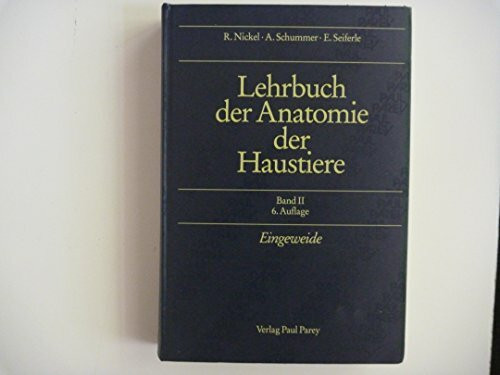 R. Nickel · A. Schummer · E. Seiferle
Lehrbuch
der Anatomie
der
Haustiere
Band II
6. Auflage
Eingeweide
Verlag Paul Parey